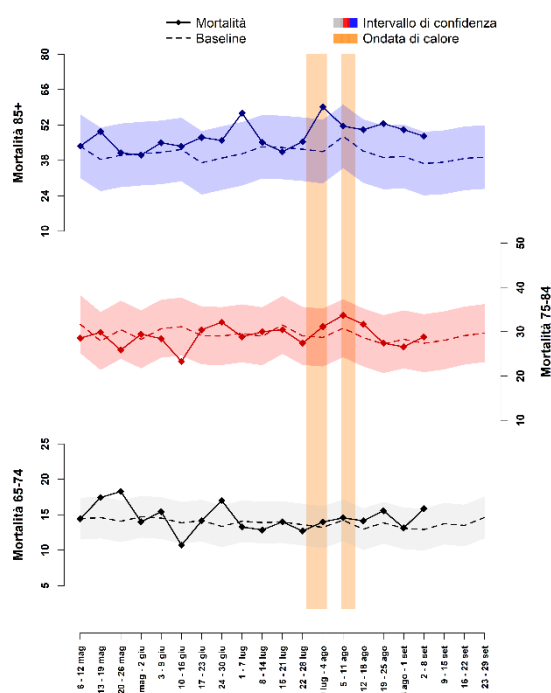 Mortalità
Intervallo di confidenza
Baseline
Ondata di calore
Mortalità 85+
80
66
52
38
24
10
Mortalità 75-84
50
40
30
20
10
Mortalità 65-74
25
20
15
10
5
6 - 12 mag
13 - 19 mag
20 - 26 mag
mag - 2 giu
3 - 9 giu
10 - 16 giu
17 - 23 giu
24 - 30 giu
1 - 7 lug
8 - 14 lug
15 - 21 lug
22 - 28 lug
lug - 4 ago
5 - 11 ago
12 - 18 ago
19 - 25 ago
ago - 1 set
2 - 8 set
9 - 15 set
16 - 22 set
23 - 29 set